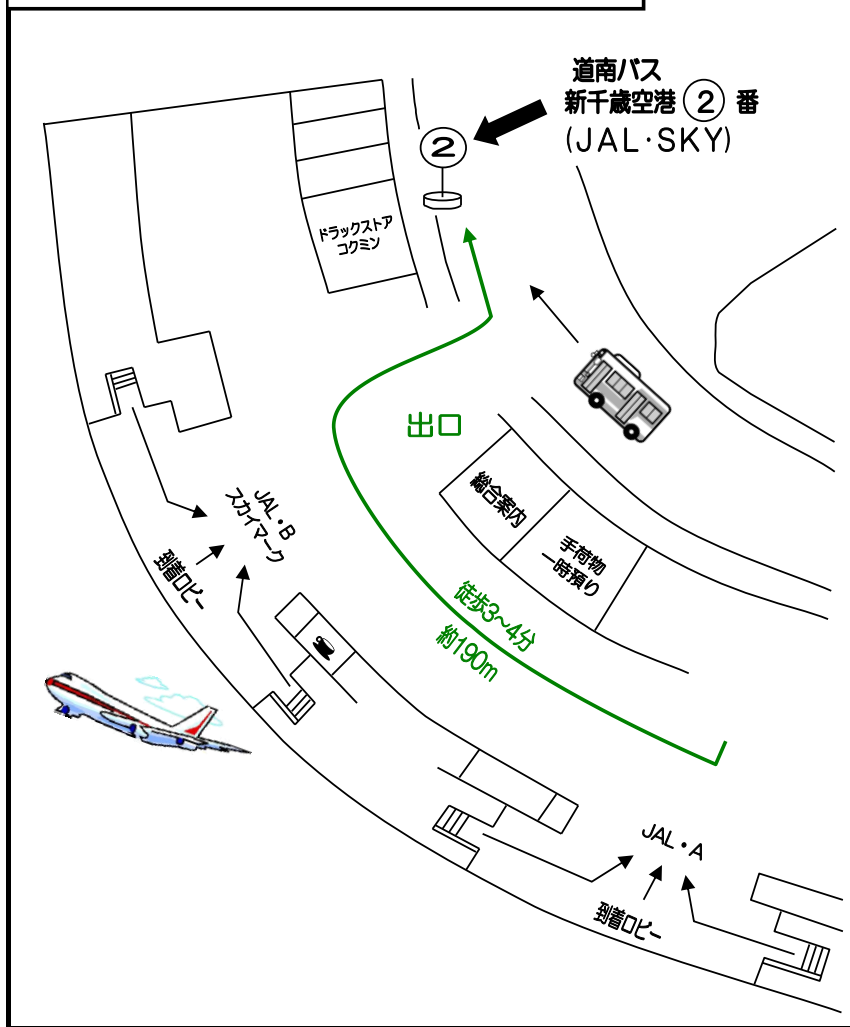 道南バス
新千歳空港 ② 番
(JAL・SKY)
②
ドラックストア
コクミン
出口
総合案内
手荷物
一時預り
JAL・B
スカイマーク
到着ロビー
徒歩3~4分
約190m
JAL・A
到着ロビー